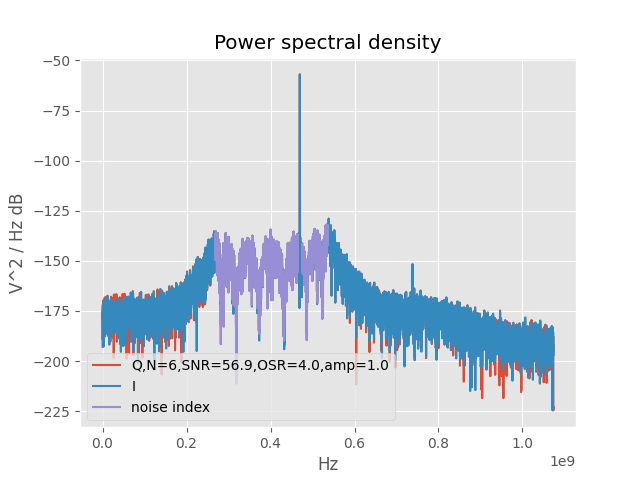 Power spectral density
−50
−75
−100
−125
−150
−175
−200
−225
V^2 / Hz dB
Q,N=6,SNR=56.9,OSR=4.0,amp=1.0
I
noise index
0.0 0.2 0.4 0.6 0.8 1.0
1e9
Hz